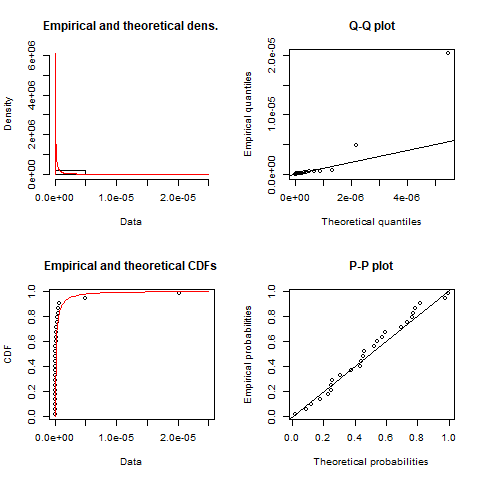 Empirical and theoretical dens.
Density
0e+00 2e+06 4e+06 6e+06
0.0e+00 1.0e-05 2.0e-05
Data
Q-Q plot
Empirical quantiles
0.0e+00 1.0e-05 2.0e-05
0e+00 2e-06 4e-06
Theoretical quantiles
Empirical and theoretical CDFs
CDF
0.0 0.2 0.4 0.6 0.8 1.0
0.0e+00 1.0e-05 2.0e-05
Data
P-P plot
Empirical probabilities
0.0 0.2 0.4 0.6 0.8 1.0
0.0 0.2 0.4 0.6 0.8 1.0
Theoretical probabilities